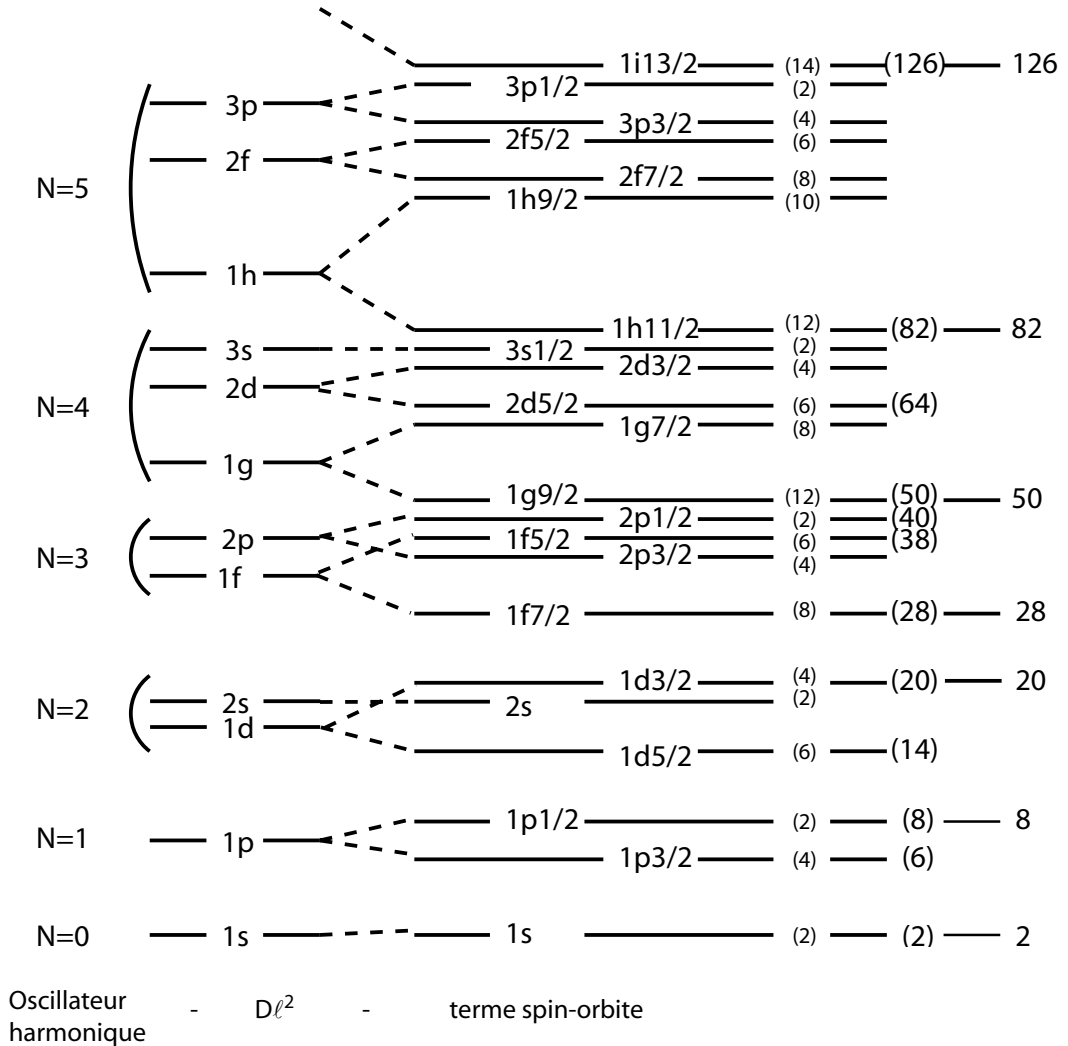 1i13/2 (14) (126) 126
3p1/2 (2)
3p
3p3/2 (4)
2f5/2 (6)
2f
2f7/2 (8)
N=5
1h9/2 (10)
1h
1h11/2 (12) (82) 82
3s 3s1/2 (2)
2d3/2 (4)
2d
N=4 2d5/2 (6) (64)
1g7/2 (8)
1g
1g9/2 (12) (50) 50
2p1/2 (2) (40)
2p 1f5/2 (6) (38)
N=3 2p3/2 (4)
1f
1f7/2 (8) (28) 28
1d3/2 (4) (20) 20
N=2 2s 2s (2)
1d
1d5/2 (6) (14)
1p1/2 (2) (8) 8
N=1 1p
1p3/2 (4) (6)
N=0 1s 1s (2) (2) 2
Oscillateur
harmonique - Dℓ² - terme spin-orbite